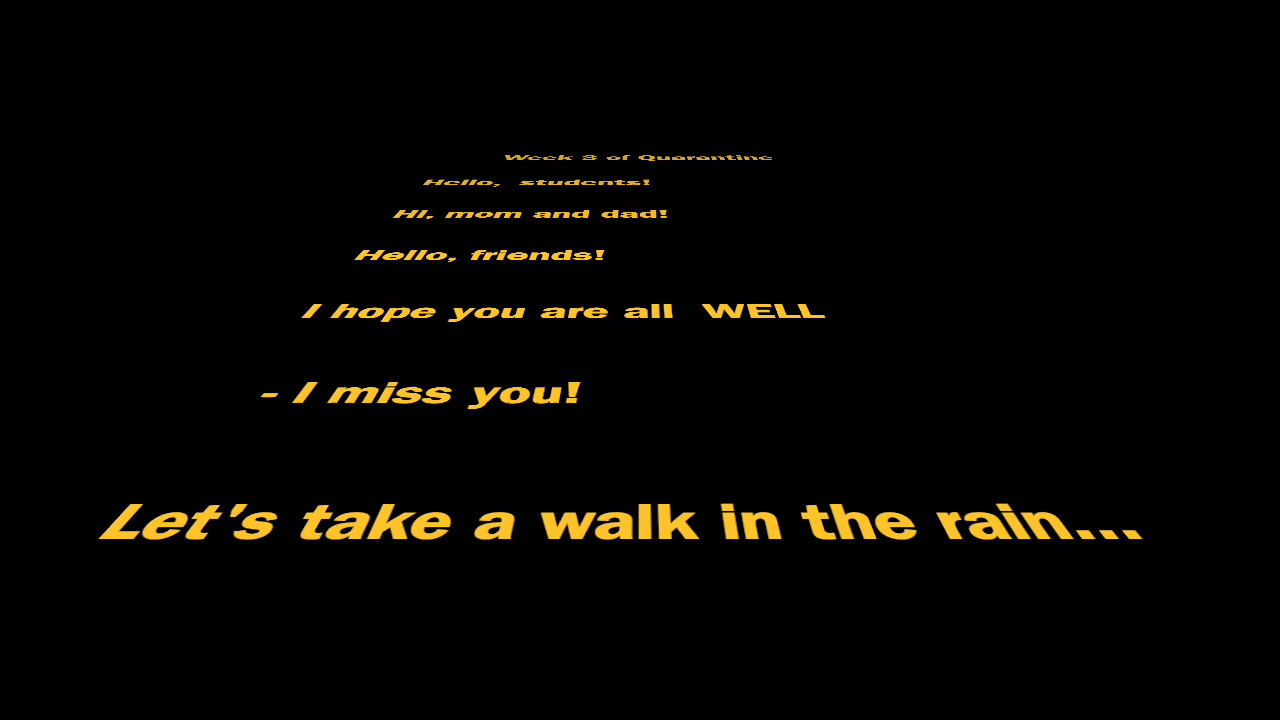 Week 3 of Quarantine
Hello, students!
Hi, mom and dad!
Hello, friends!
I hope you are all WELL
- I miss you!
Let's take a walk in the rain...